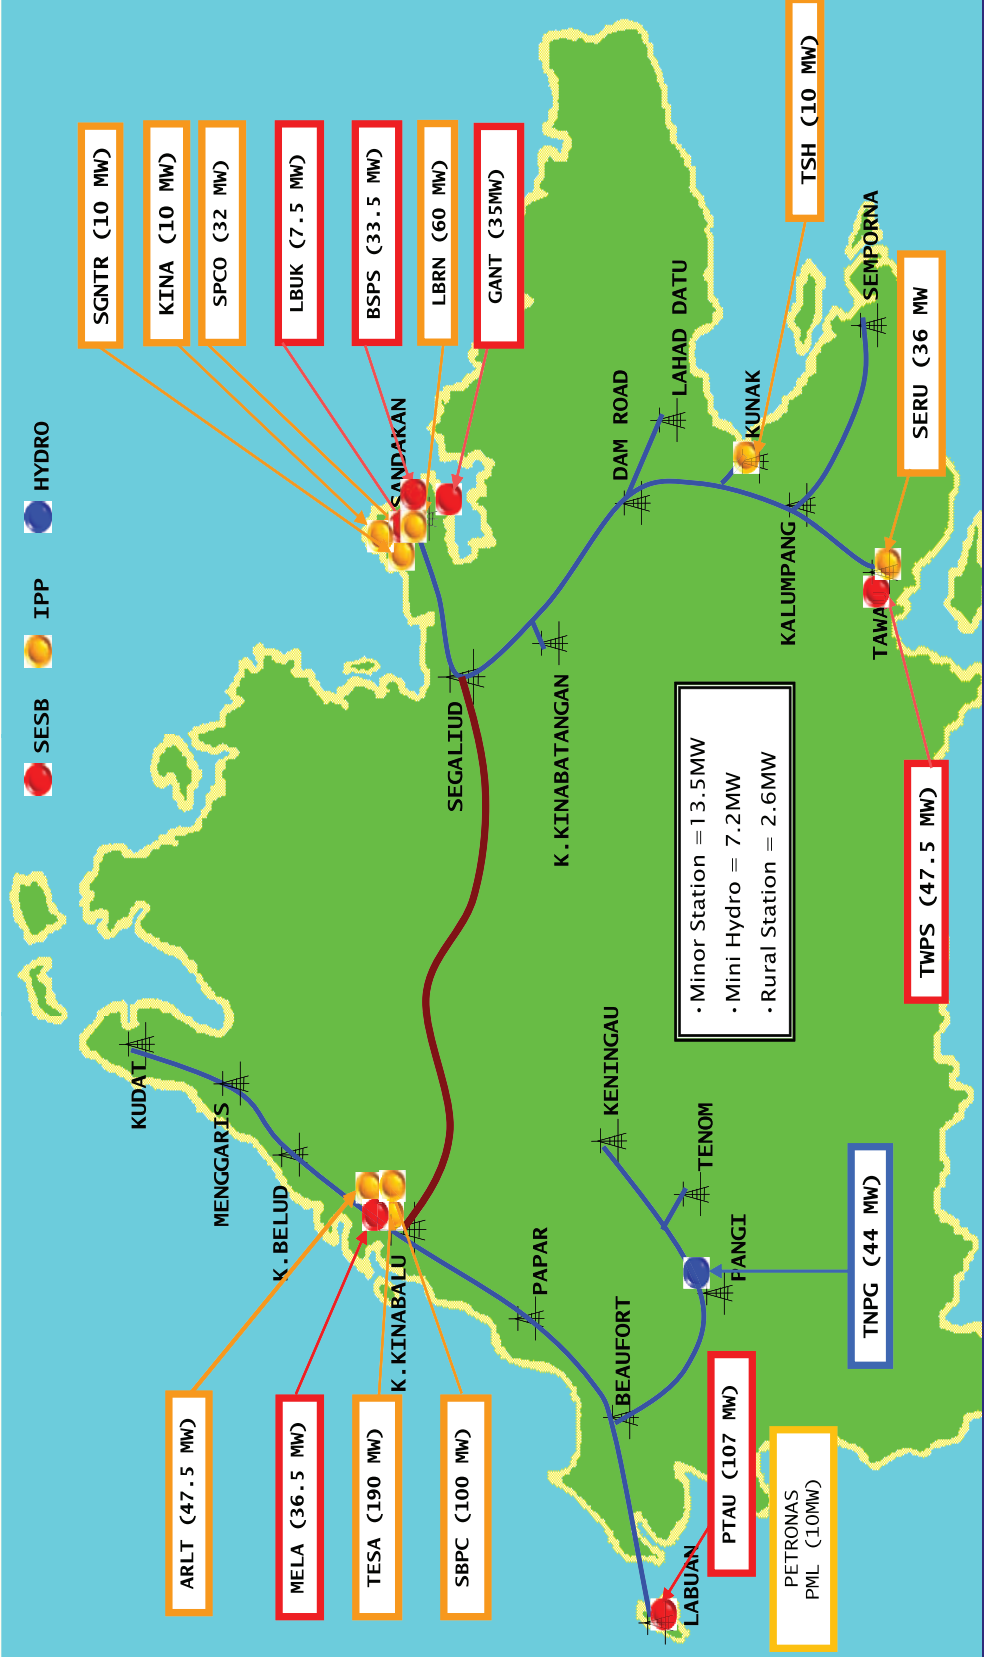 SESB
IPP
HYDRO
SGNTR (10 MW)
KINA (10 MW)
SPCO (32 MW)
LBUK (7.5 MW)
BSPS (33.5 MW)
LBRN (60 MW)
GANT (35MW)
TSH (10 MW)
SERU (36 MW
TWPS (47.5 MW)
TNPG (44 MW)
PTAU (107 MW)
PETRONAS
PML (10MW)
ARLT (47.5 MW)
MELA (36.5 MW)
TESA (190 MW)
SBPC (100 MW)
KUDAT
MENGGARIS
K.BELUD
K.KINABALU
PAPAR
BEAUFORT
LABUAN
PANGI
TENOM
KENINGAU
SEGALIUD
K.KINABATANGAN
SANDAKAN
DAM ROAD
LAHAD DATU
KUNAK
KALUMPANG
SEMPORNA
TAWA
• Minor Station =13.5MW
• Mini Hydro = 7.2MW
• Rural Station = 2.6MW